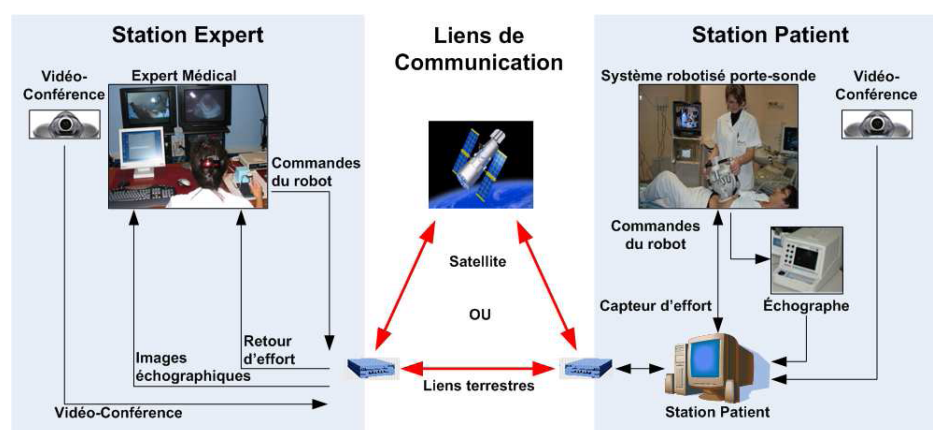 Station Expert
Vidéo-
Conférence
Expert Médical
Commandes
du robot
Images
échographiques
Retour
d'effort
Vidéo-Conférence
Liens de
Communication
Satellite
OU
Liens terrestres
Station Patient
Système robotisé porte-sonde
Vidéo-
Conférence
Commandes
du robot
Capteur d'effort
Échographe
Station Patient